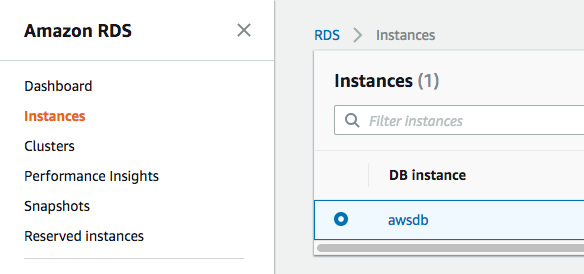 Amazon RDS
Dashboard
Instances
Clusters
Performance Insights
Snapshots
Reserved instances
RDS > Instances
Instances (1)
Filter instances
DB instance
awsdb